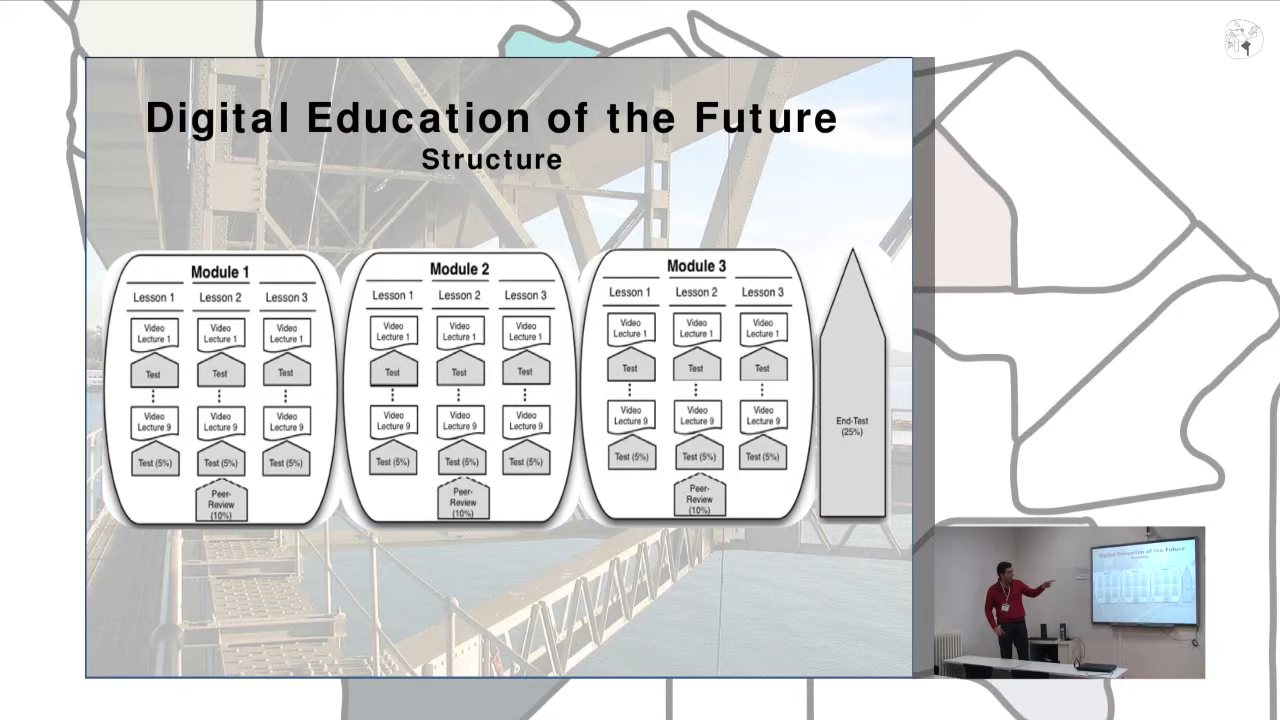 Digital Education of the Future
Structure
Module 1
Lesson 1 Lesson 2 Lesson 3
Video Lecture 1 Video Lecture 1 Video Lecture 1
Test Test Test
Video Lecture 9 Video Lecture 9 Video Lecture 9
Test (5%) Test (5%) Test (5%)
Peer-
Review
(10%)
Module 2
Lesson 1 Lesson 2 Lesson 3
Video Lecture 1 Video Lecture 1 Video Lecture 1
Test Test Test
Video Lecture 9 Video Lecture 9 Video Lecture 9
Test (5%) Test (5%) Test (5%)
Peer-
Review
(10%)
Module 3
Lesson 1 Lesson 2 Lesson 3
Video Lecture 1 Video Lecture 1 Video Lecture 1
Test Test Test
Video Lecture 9 Video Lecture 9 Video Lecture 9
Test (5%) Test (5%) Test (5%)
Peer-
Review
(10%)
End-Test
(25%)
Digital Education of the Future
Structure